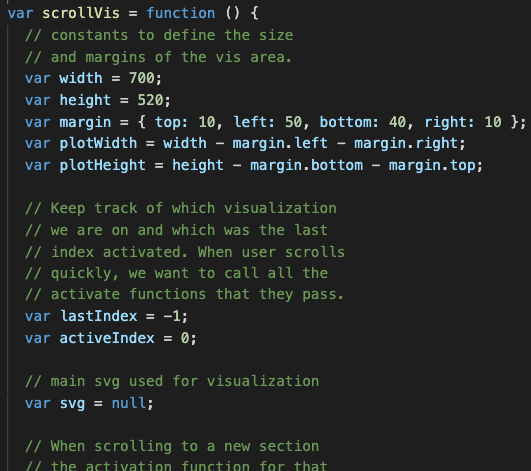 var scrollVis = function () {
// constants to define the size
// and margins of the vis area.
var width = 700;
var height = 520;
var margin = { top: 10, left: 50, bottom: 40, right: 10 };
var plotWidth = width - margin.left - margin.right;
var plotHeight = height - margin.bottom - margin.top;
// Keep track of which visualization
// we are on and which was the last
// index activated. When user scrolls
// quickly, we want to call all the
// activate functions that they pass.
var lastIndex = -1;
var activeIndex = 0;
// main svg used for visualization
var svg = null;
// When scrolling to a new section
// the activation function for that